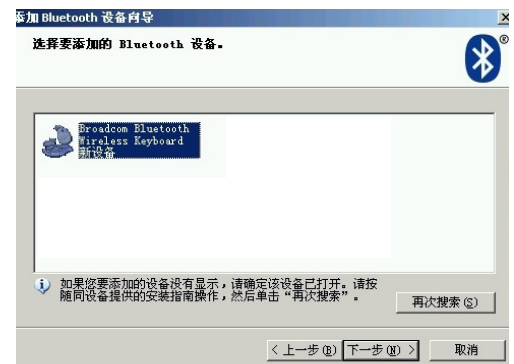 添加 Bluetooth 设备向导
选择要添加的 Bluetooth 设备。
Broadcom Bluetooth
Wireless Keyboard
新设备
如果您要添加的设备没有显示，请确定该设备已打开。请按
随同设备提供的安装指南操作，然后单击“再次搜索”。
再次搜索(S)
< 上一步(B)
下一步(N) >
取消